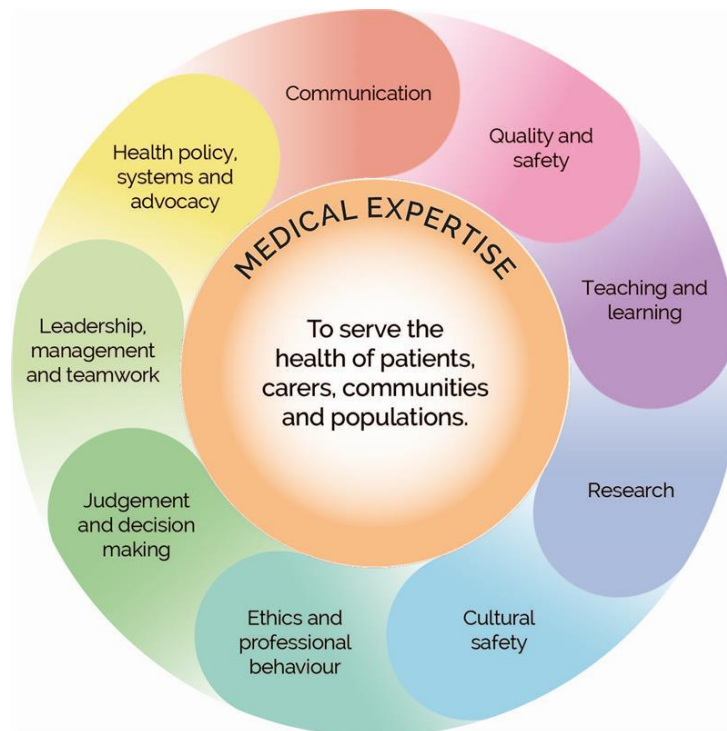 Communication
Quality and
safety
Teaching and
learning
Research
Cultural
safety
Ethics and
professional
behaviour
Judgement
and decision
making
Leadership,
management
and teamwork
Health policy,
systems and
advocacy
MEDICAL EXPERTISE
To serve the
health of patients,
carers, communities
and populations.